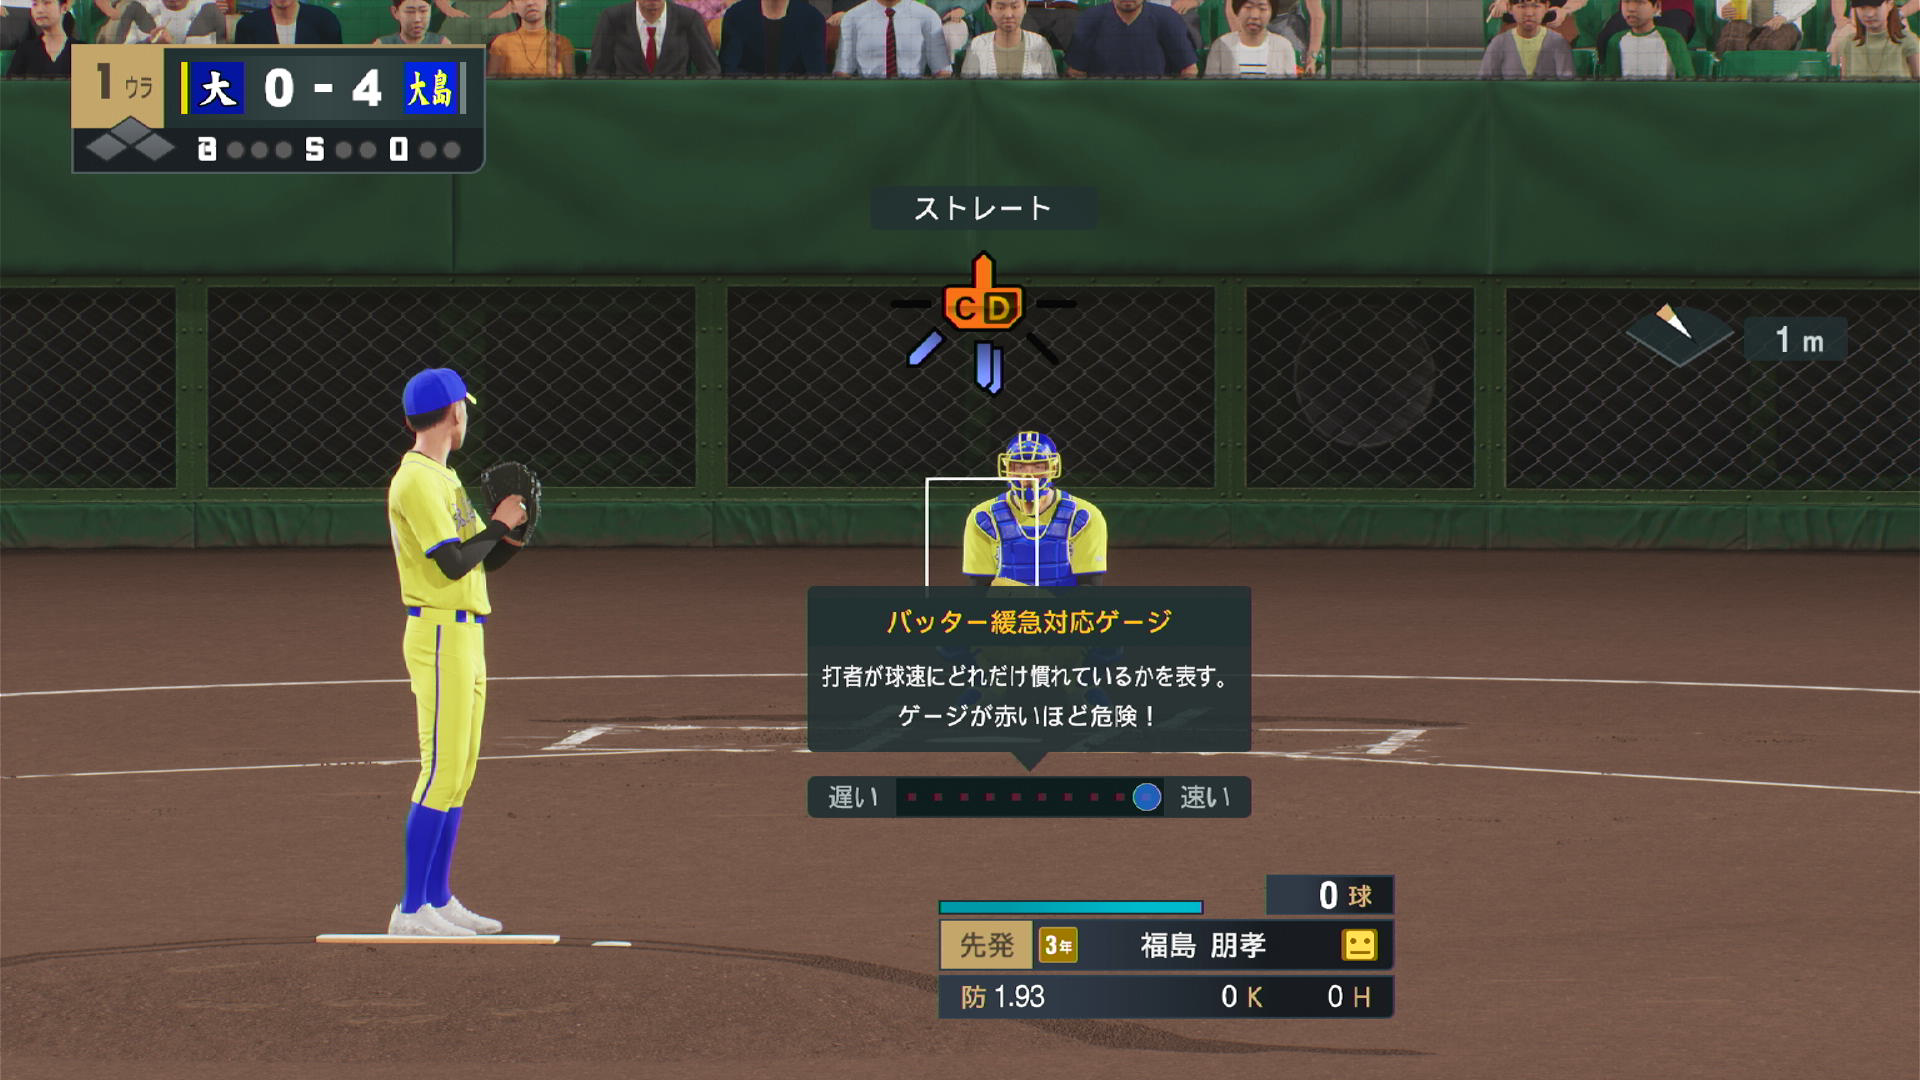 1 ウラ 大 0 - 4 大島
B S O
ストレート
C D
1 m
バッター緩急対応ゲージ
打者が球速にどれだけ慣れているかを表す。
ゲージが赤いほど危険！
遅い 速い
0 球
先発 3年 福島 朋孝
防 1.93 0 K 0 H